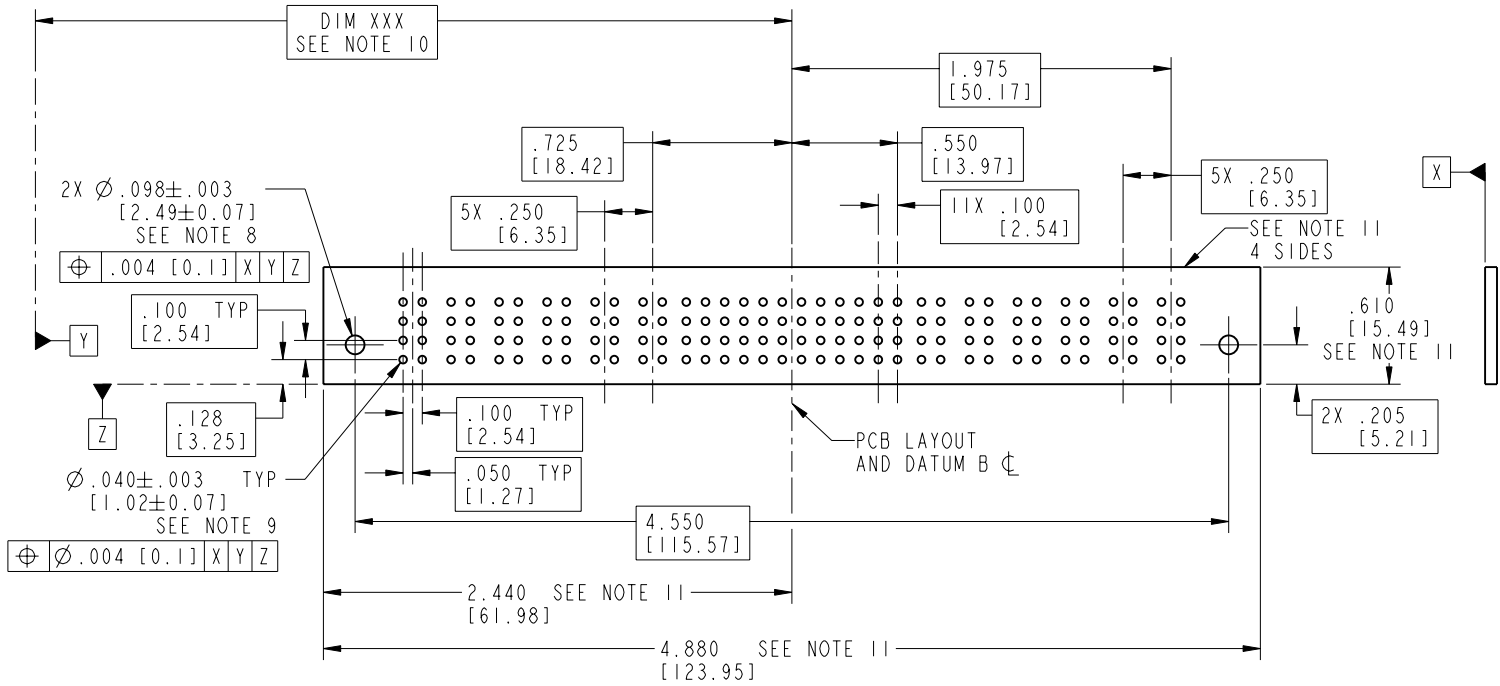 DIM XXX
SEE NOTE 10
1.975
[50.17]
.725
[18.42]
.550
[13.97]
5X .250
[6.35]
X
2X Ø .098±.003
[2.49±0.07]
SEE NOTE 8
⌖ .004 [0.1] X Y Z
5X .250
[6.35]
11X .100
[2.54]
SEE NOTE 11
4 SIDES
.100 TYP
[2.54]
Y
.610
[15.49]
SEE NOTE 11
Z
.128
[3.25]
.100 TYP
[2.54]
2X .205
[5.21]
PCB LAYOUT
AND DATUM B ℄
Ø .040±.003 TYP
[1.02±0.07]
SEE NOTE 9
⌖ Ø .004 [0.1] X Y Z
.050 TYP
[1.27]
4.550
[115.57]
2.440 SEE NOTE 11
[61.98]
4.880 SEE NOTE 11
[123.95]